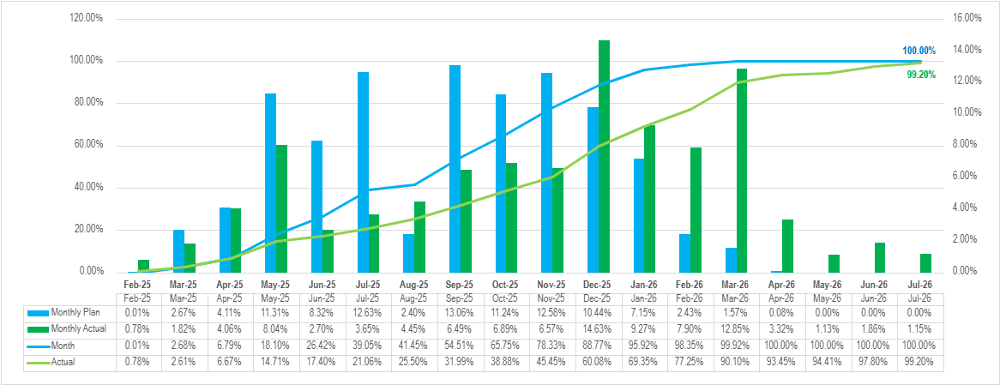 120.00% 16.00%
14.00%
100.00%
100.00% 99.20%
12.00%
80.00% 10.00%
60.00% 8.00%
6.00%
40.00%
4.00%
20.00% 2.00%
0.00% 0.00%
Feb-25 Mar-25 Apr-25 May-25 Jun-25 Jul-25 Aug-25 Sep-25 Oct-25 Nov-25 Dec-25 Jan-26 Feb-26 Mar-26 Apr-26 May-26 Jun-26 Jul-26
Feb-25 Mar-25 Apr-25 May-25 Jun-25 Jul-25 Aug-25 Sep-25 Oct-25 Nov-25 Dec-25 Jan-26 Feb-26 Mar-26 Apr-26 May-26 Jun-26 Jul-26
Monthly Plan 0.01% 2.67% 4.11% 11.31% 8.32% 12.63% 2.40% 13.06% 11.24% 12.58% 10.44% 7.15% 2.43% 1.57% 0.08% 0.00% 0.00% 0.00%
Monthly Actual 0.78% 1.82% 4.06% 8.04% 2.70% 3.65% 4.45% 6.49% 6.89% 6.57% 14.63% 9.27% 7.90% 12.85% 3.32% 1.13% 1.86% 1.15%
Month 0.01% 2.68% 6.79% 18.10% 26.42% 39.05% 41.45% 54.51% 65.75% 78.33% 88.77% 95.92% 98.35% 99.92% 100.00% 100.00% 100.00% 100.00%
Actual 0.78% 2.61% 6.67% 14.71% 17.40% 21.06% 25.50% 31.99% 38.88% 45.45% 60.08% 69.35% 77.25% 90.10% 93.45% 94.41% 97.80% 99.20%